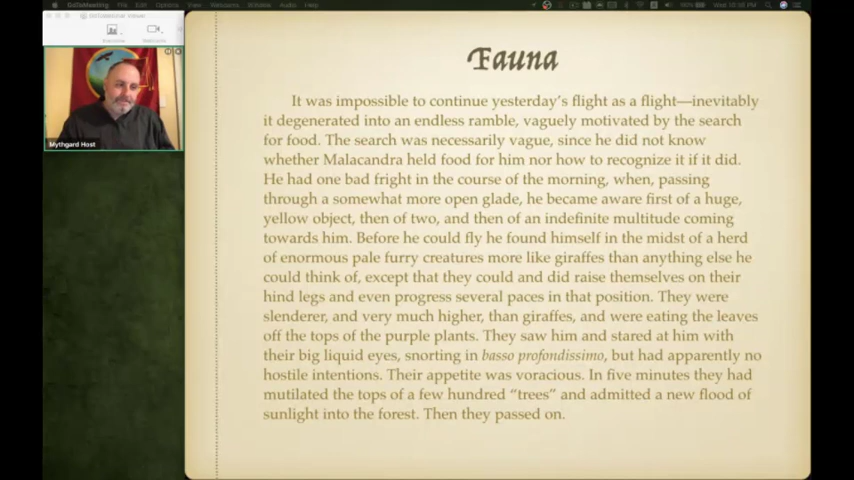 GoToMeeting File Edit View Window Audio Help
Mythgard Host
Fauna
It was impossible to continue yesterday's flight as a flight—inevitably
it degenerated into an endless ramble, vaguely motivated by the search
for food. The search was necessarily vague, since he did not know
whether Malacandra held food for him nor how to recognize it if it did.
He had one bad fright in the course of the morning, when, passing
through a somewhat more open glade, he became aware first of a huge,
yellow object, then of two, and then of an indefinite multitude coming
towards him. Before he could fly he found himself in the midst of a herd
of enormous pale furry creatures more like giraffes than anything else he
could think of, except that they could and did raise themselves on their
hind legs and even progress several paces in that position. They were
slenderer, and very much higher, than giraffes, and were eating the leaves
off the tops of the purple plants. They saw him and stared at him with
their big liquid eyes, snorting in basso profondissimo, but had apparently no
hostile intentions. Their appetite was voracious. In five minutes they had
mutilated the tops of a few hundred “trees” and admitted a new flood of
sunlight into the forest. Then they passed on.